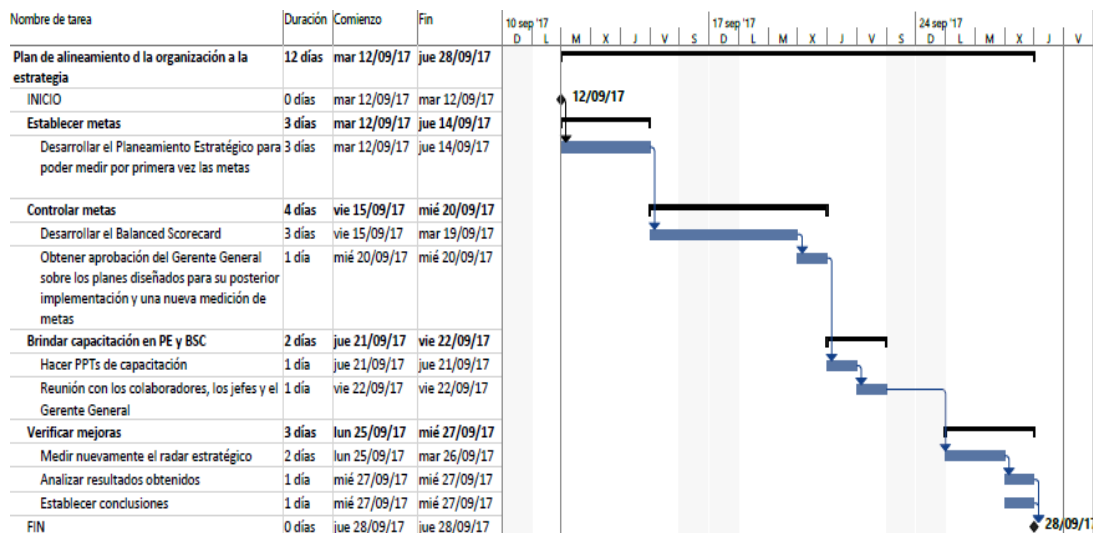 Nombre de tarea Duración Comienzo Fin 10 sep '17 17 sep '17 24 sep '17
D L M X J V S D L M X J V S D L M X J V
Plan de alineamiento d la organización a la 12 días mar 12/09/17 jue 28/09/17
estrategia
INICIO 0 días mar 12/09/17 mar 12/09/17 12/09/17
Establecer metas 3 días mar 12/09/17 jue 14/09/17
Desarrollar el Planeamiento Estratégico para 3 días mar 12/09/17 jue 14/09/17
poder medir por primera vez las metas
Controlar metas 4 días vie 15/09/17 mié 20/09/17
Desarrollar el Balanced Scorecard 3 días vie 15/09/17 mar 19/09/17
Obtener aprobación del Gerente General 1 día mié 20/09/17 mié 20/09/17
sobre los planes diseñados para su posterior
implementación y una nueva medición de
metas
Brindar capacitación en PE y BSC 2 días jue 21/09/17 vie 22/09/17
Hacer PPTs de capacitación 1 día jue 21/09/17 jue 21/09/17
Reunión con los colaboradores, los jefes y el 1 día vie 22/09/17 vie 22/09/17
Gerente General
Verificar mejoras 3 días lun 25/09/17 mié 27/09/17
Medir nuevamente el radar estratégico 2 días lun 25/09/17 mar 26/09/17
Analizar resultados obtenidos 1 día mié 27/09/17 mié 27/09/17
Establecer conclusiones 1 día mié 27/09/17 mié 27/09/17
FIN 0 días jue 28/09/17 jue 28/09/17 28/09/17